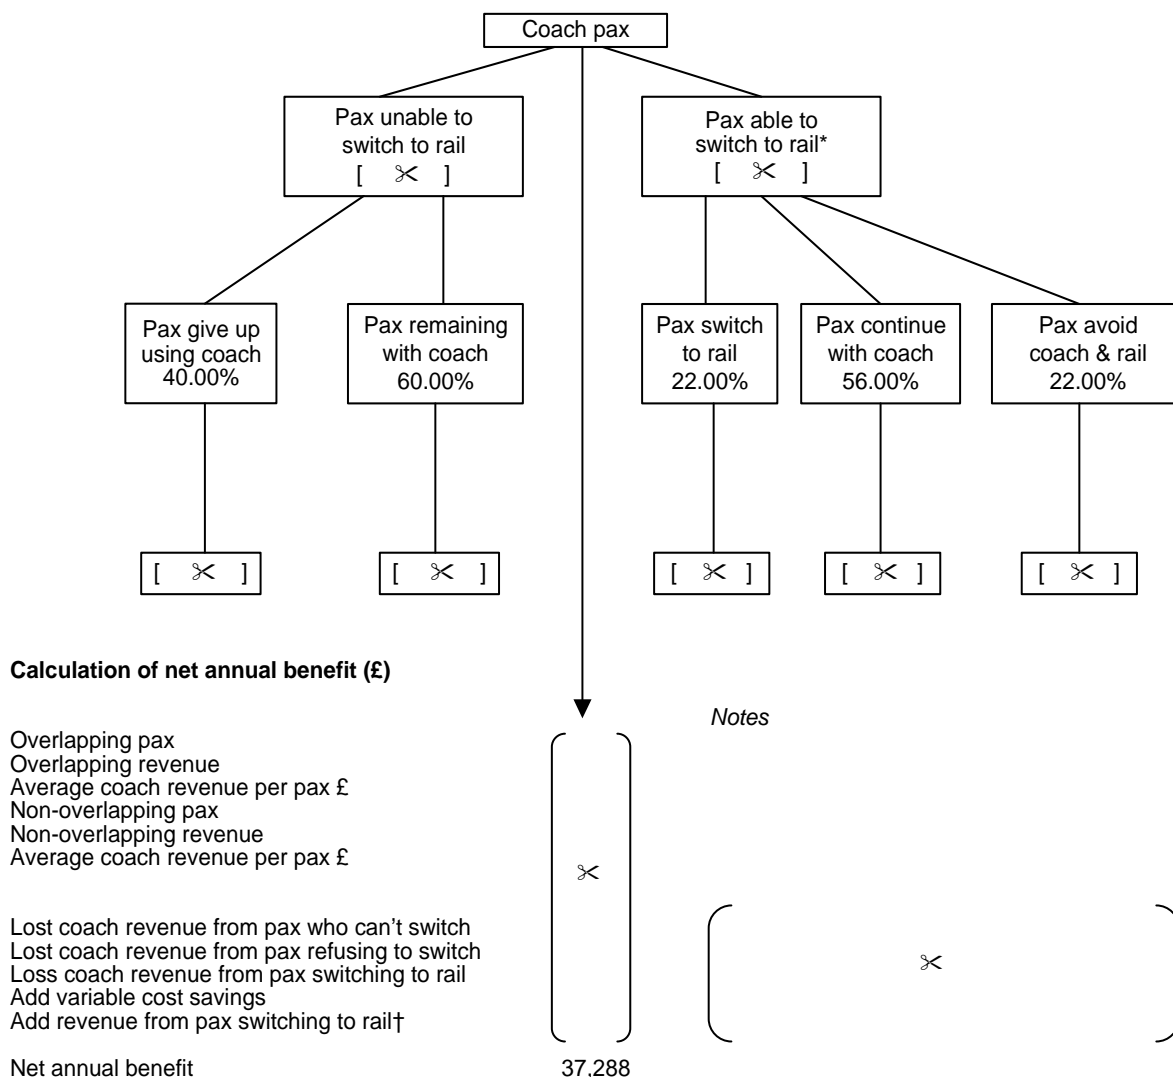 Coach pax
Pax unable to
switch to rail
[ ✂ ]
Pax able to
switch to rail*
[ ✂ ]
Pax give up
using coach
40.00%
Pax remaining
with coach
60.00%
Pax switch
to rail
22.00%
Pax continue
with coach
56.00%
Pax avoid
coach & rail
22.00%
[ ✂ ]
[ ✂ ]
[ ✂ ]
[ ✂ ]
[ ✂ ]
Calculation of net annual benefit (£)
Notes
Overlapping pax
Overlapping revenue
Average coach revenue per pax £
Non-overlapping pax
Non-overlapping revenue
Average coach revenue per pax £
✂
Lost coach revenue from pax who can't switch
Lost coach revenue from pax refusing to switch
Loss coach revenue from pax switching to rail
Add variable cost savings
Add revenue from pax switching to rail†
✂
Net annual benefit 37,288